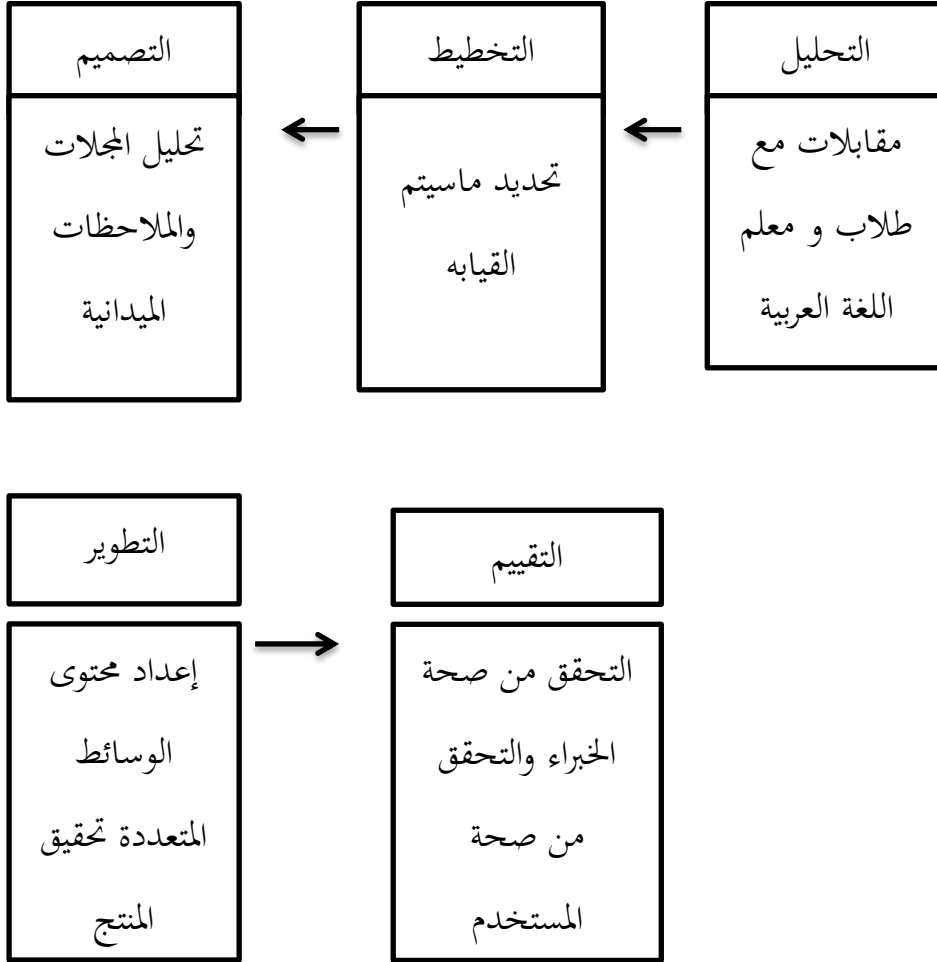 التحليل
مقابلات مع
طلاب و معلم
اللغة العربية
التخطيط
تحديد ماسيتم
القيابه
التصميم
تحليل المجلات
والملاحظات
الميدانية
التطوير
إعداد محتوى
الوسائط
المتعددة تحقيق
المنتج
التقييم
التحقق من صحة
الخبراء والتحقق
من صحة
المستخدم